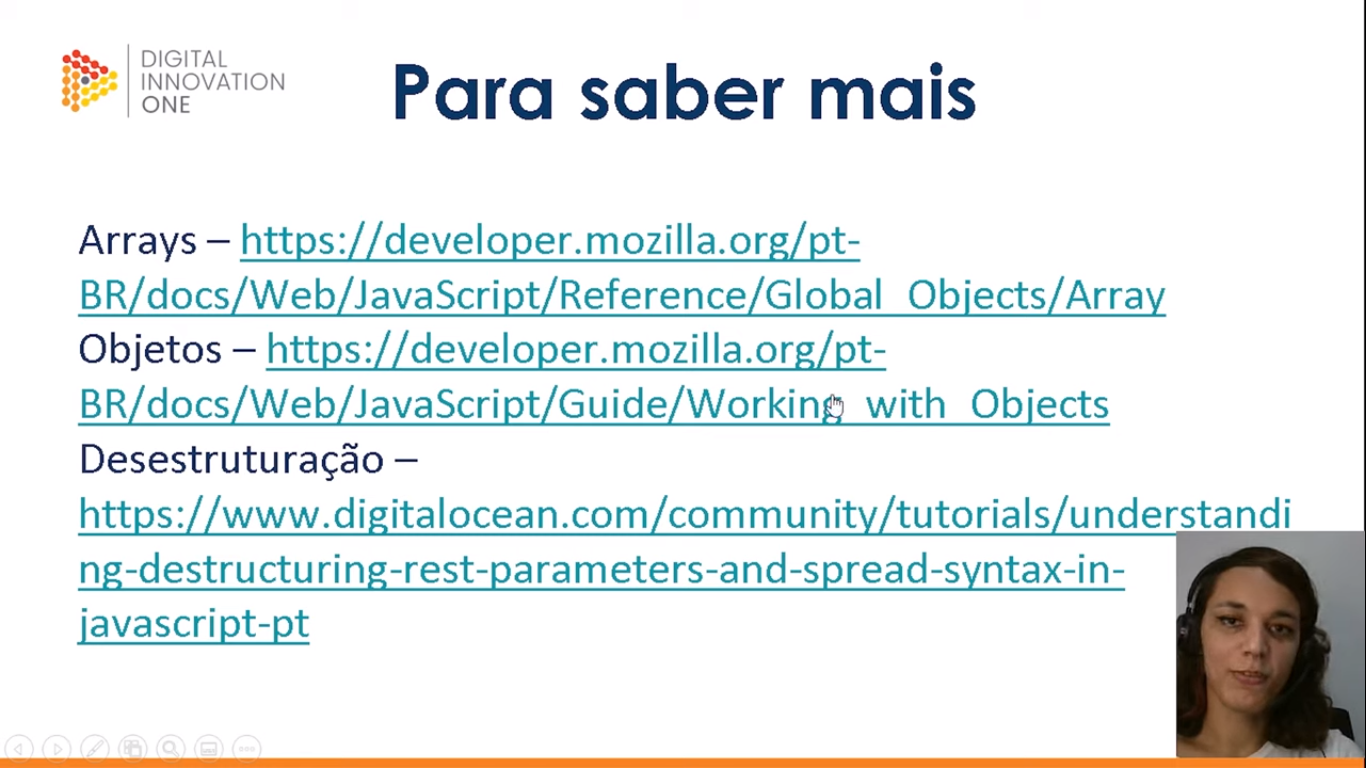 DIGITAL
INNOVATION
ONE
Para saber mais
Arrays – https://developer.mozilla.org/pt-
BR/docs/Web/JavaScript/Reference/Global_Objects/Array
Objetos – https://developer.mozilla.org/pt-
BR/docs/Web/JavaScript/Guide/Working_with_Objects
Desestruturação –
https://www.digitalocean.com/community/tutorials/understandi
ng-destructuring-rest-parameters-and-spread-syntax-in-
javascript-pt